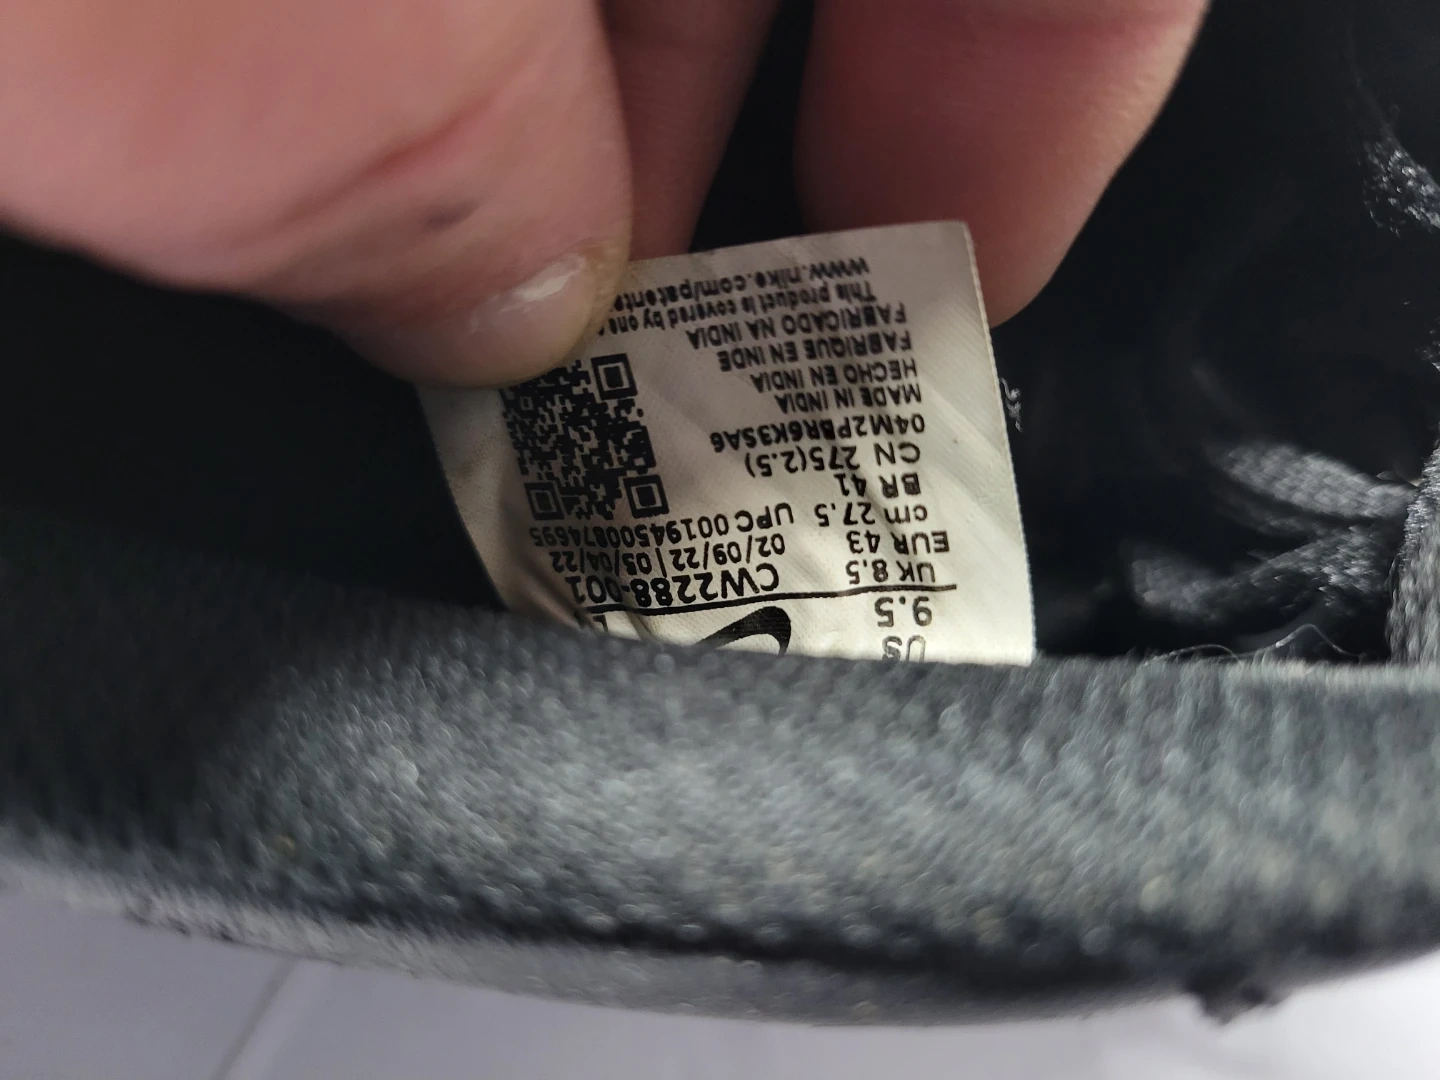 US
9.5
UK 8.5
CW2288-001
EUR 43
02/09/22 | 05/04/22
cm 27.5
UPC 00194500874695
BR 41
CN 275(2.5)
04M2PBR6K3SA6
MADE IN INDIA
HECHO EN INDIA
FABRIQUE EN INDE
FABRICADO NA INDIA
This product is covered by one
www.nike.com/patents